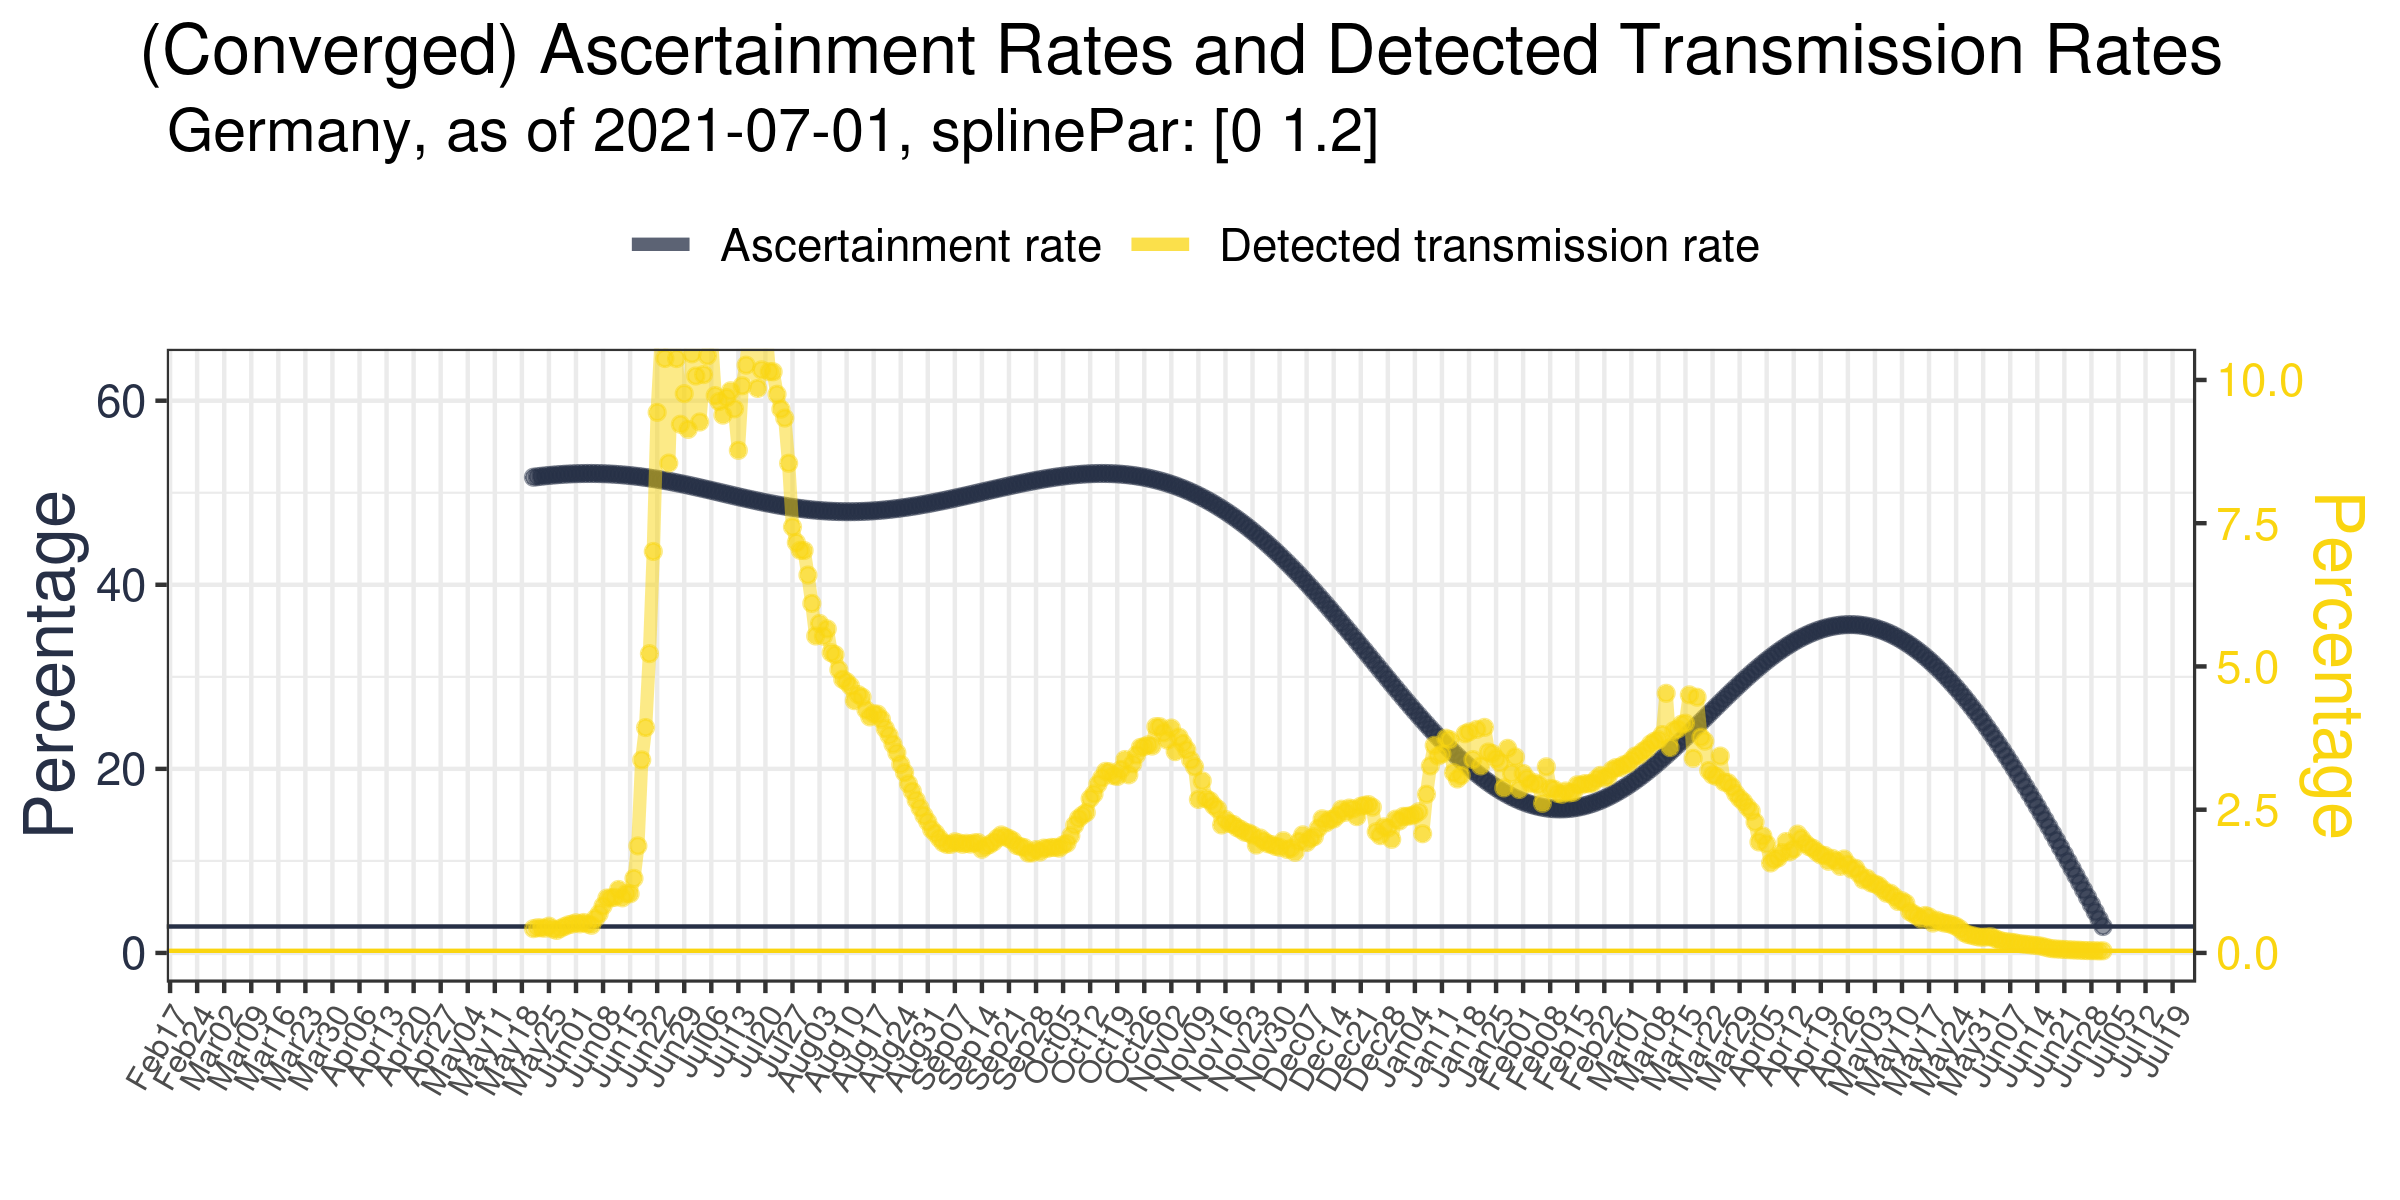 (Converged) Ascertainment Rates and Detected Transmission Rates
Germany, as of 2021-07-01, splinePar: [0 1.2]
Ascertainment rate
Detected transmission rate
Percentage
60
40
20
0
10.0
7.5
5.0
2.5
0.0
Percentage
Feb17
Feb24
Mar02
Mar09
Mar16
Mar23
Mar30
Apr06
Apr13
Apr20
Apr27
May04
May11
May18
May25
Jun01
Jun08
Jun15
Jun22
Jun29
Jul06
Jul13
Jul20
Jul27
Aug03
Aug10
Aug17
Aug24
Aug31
Sep07
Sep14
Sep21
Sep28
Oct05
Oct12
Oct19
Oct26
Nov02
Nov09
Nov16
Nov23
Nov30
Dec07
Dec14
Dec21
Dec28
Jan04
Jan11
Jan18
Jan25
Feb01
Feb08
Feb15
Feb22
Mar01
Mar08
Mar15
Mar22
Mar29
Apr05
Apr12
Apr19
Apr26
May03
May10
May17
May24
May31
Jun07
Jun14
Jun21
Jun28
Jul05
Jul12
Jul19